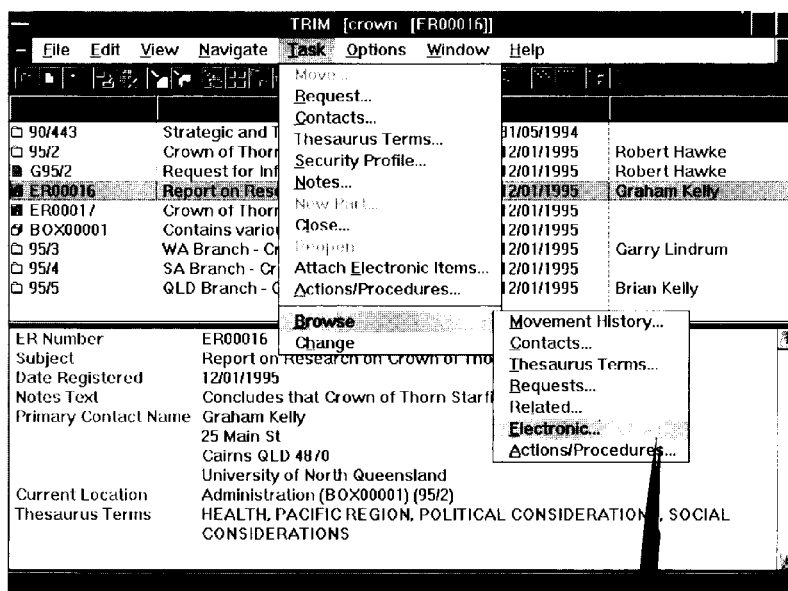 TRIM [crown [ER00016]]
File Edit View Navigate Task Options Window Help
Move...
Request...
Contacts...
Thesaurus Terms...
Security Profile...
Notes...
New Part...
Close...
Reopen
Attach Electronic Items...
Actions/Procedures...
Browse
Change
Movement History...
Contacts...
Thesaurus Terms...
Requests...
Related...
Electronic...
Actions/Procedures...
90/443 Strategic and 31/05/1994
95/2 Crown of Thor 12/01/1995 Robert Hawke
G95/2 Request for Inf 12/01/1995 Robert Hawke
ER00016 Report on Rese 12/01/1995 Graham Kelly
ER00017 Crown of Thor 12/01/1995
BOX00001 Contains vario 12/01/1995
95/3 WA Branch - Cr 12/01/1995 Garry Lindrum
95/4 SA Branch - Cr 12/01/1995
95/5 QLD Branch - 12/01/1995 Brian Kelly
ER Number ER00016
Subject Report on Research on Crown of Tho
Date Registered 12/01/1995
Notes Text Concludes that Crown of Thorn Starfi
Primary Contact Name Graham Kelly
25 Main St
Cairns QLD 4870
University of North Queensland
Current Location Administration (BOX00001) (95/2)
Thesaurus Terms HEALTH, PACIFIC REGION, POLITICAL CONSIDERATION, SOCIAL
CONSIDERATIONS